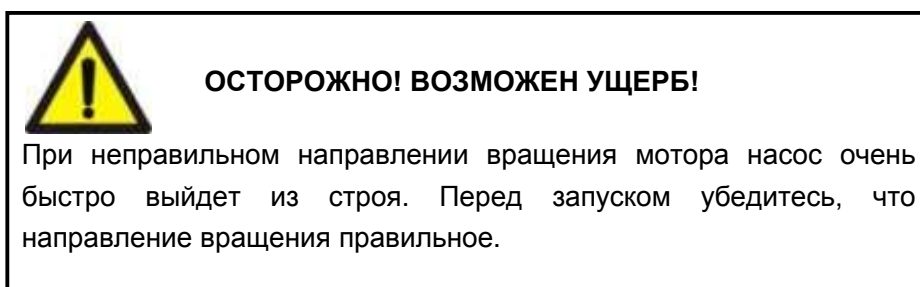 ОСТОРОЖНО! ВОЗМОЖЕН УЩЕРБ!
При неправильном направлении вращения мотора насос очень
быстро выйдет из строя. Перед запуском убедитесь, что
направление вращения правильное.